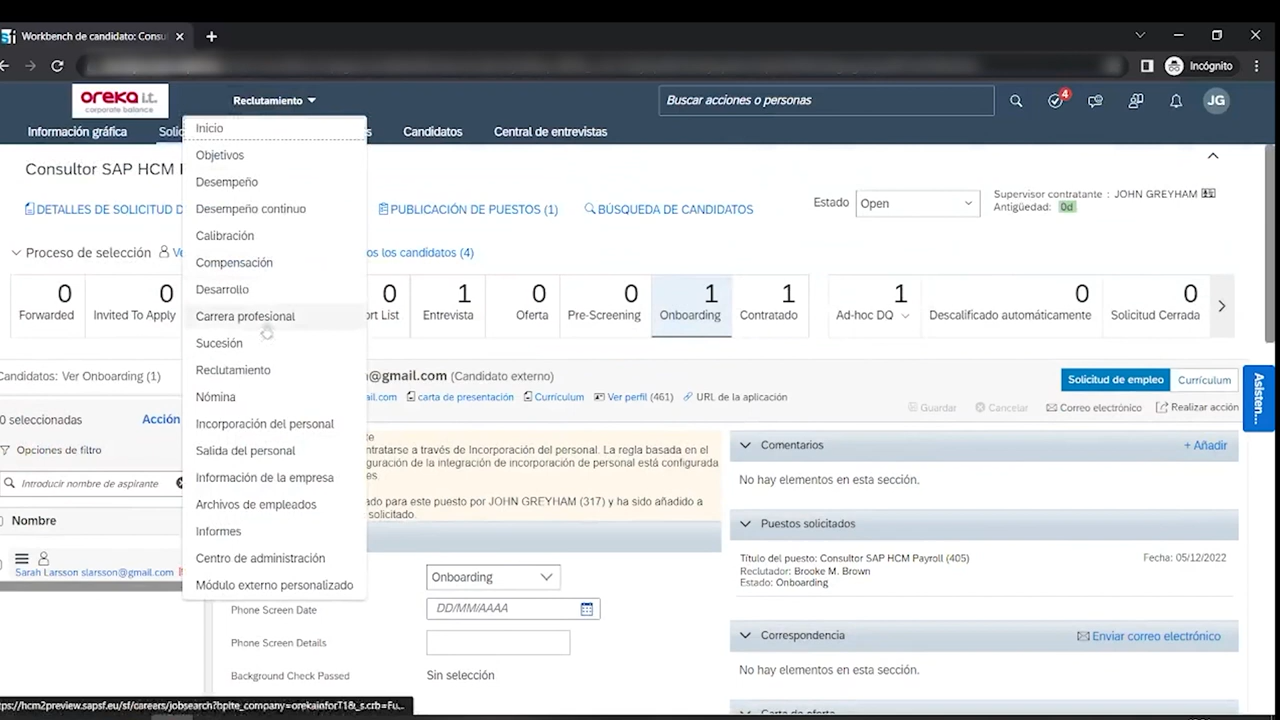 Workbench de candidato: Consu
Incógnito
oreka i.t.
corporate balance
Reclutamiento
Buscar acciones o personas
4
JG
Información gráfica
Candidatos
Central de entrevistas
Inicio
Objetivos
Desempeño
Desempeño continuo
Calibración
Compensación
Desarrollo
Carrera profesional
Sucesión
Reclutamiento
Nómina
Incorporación del personal
Salida del personal
Información de la empresa
Archivos de empleados
Informes
Centro de administración
Módulo externo personalizado
Consultor SAP HCM
DETALLES DE SOLICITUD D
PUBLICACIÓN DE PUESTOS (1)
BÚSQUEDA DE CANDIDATOS
Estado
Open
Supervisor contratante : JOHN GREYHAM
Antigüedad: 0d
Proceso de selección
os los candidatos (4)
0 Forwarded
0 Invited To Apply
0 ort List
1 Entrevista
0 Oferta
0 Pre-Screening
1 Onboarding
1 Contratado
1 Ad-hoc DQ
0 Descalificado automáticamente
0 Solicitud Cerrada
Candidatos: Ver Onboarding (1)
@gmail.com (Candidato externo)
Solicitud de empleo
Currículum
ail.com
carta de presentación
Currículum
Ver perfil (461)
URL de la aplicación
Guardar
Cancelar
Correo electrónico
Realizar acción
Asisten...
0 seleccionadas
Acción
Opciones de filtro
Introducir nombre de aspirante
Nombre
Sarah Larsson slarsson@gmail.com
te
ontratarse a través de Incorporación del personal. La regla basada en el
guración de la integración de incorporación de personal está configurada
es.
ado para este puesto por JOHN GREYHAM (317) y ha sido añadido a
solicitado.
Onboarding
Phone Screen Date
DD/MM/AAAA
Phone Screen Details
Background Check Passed
Sin selección
Comentarios
+ Añadir
No hay elementos en esta sección.
Puestos solicitados
Título del puesto: Consultor SAP HCM Payroll (405)
Fecha: 05/12/2022
Reclutador: Brooke M. Brown
Estado: Onboarding
Correspondencia
Enviar correo electrónico
No hay elementos en esta sección.
Carta de oferta